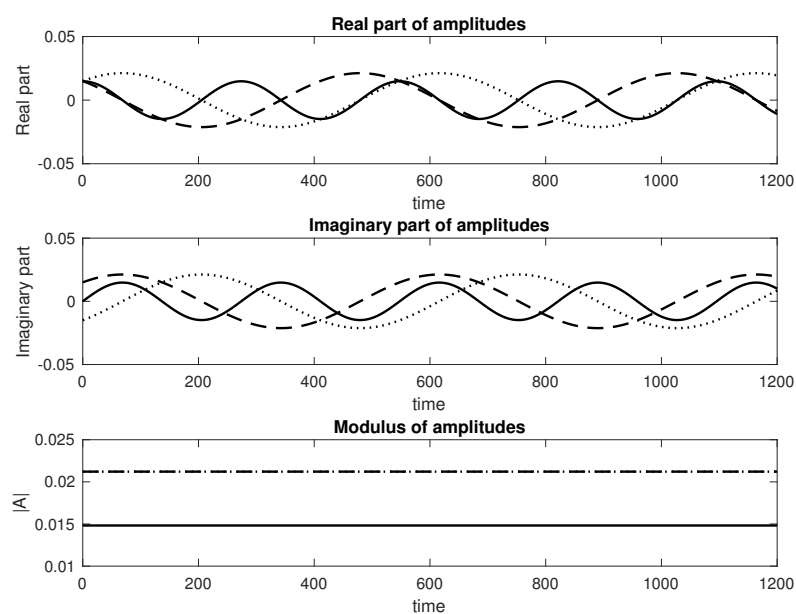 Real part of amplitudes
0.05
0
-0.05
Real part
0 200 400 600 800 1000 1200
time
Imaginary part of amplitudes
0.05
0
-0.05
Imaginary part
0 200 400 600 800 1000 1200
time
Modulus of amplitudes
0.025
0.02
0.015
0.01
|A|
0 200 400 600 800 1000 1200
time